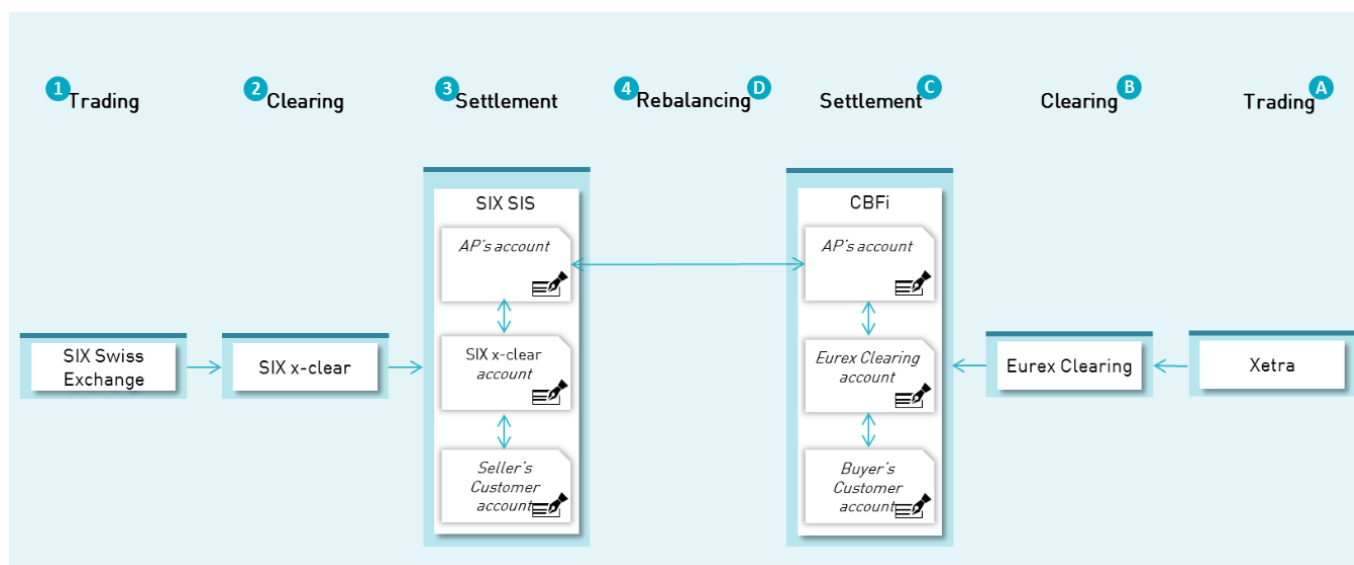 1 Trading
2 Clearing
3 Settlement
4 Rebalancing D
Settlement C
Clearing B
Trading A
SIX SIS
AP's account
SIX x-clear
account
Seller's
Customer
account
CBFi
AP's account
Eurex Clearing
account
Buyer's
Customer
account
SIX Swiss
Exchange
SIX x-clear
Eurex Clearing
Xetra